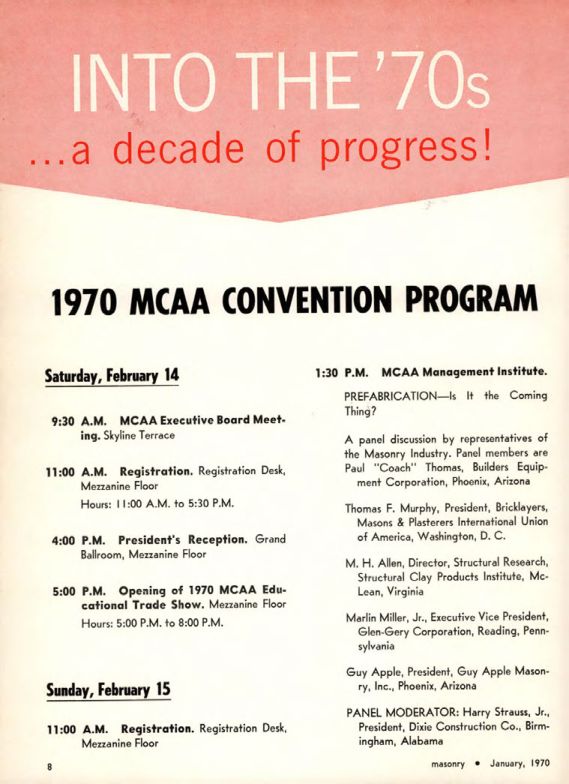 INTO THE '70s
...a decade of progress!
1970 MCAA CONVENTION PROGRAM
Saturday, February 14
9:30 A.M. MCAA Executive Board Meet-
ing. Skyline Terrace
11:00 A.M. Registration. Registration Desk,
Mezzanine Floor
Hours: 11:00 A.M. to 5:30 P.M.
4:00 P.M. President's Reception. Grand
Ballroom, Mezzanine Floor
5:00 P.M. Opening of 1970 MCAA Edu-
cational Trade Show. Mezzanine Floor
Hours: 5:00 P.M. to 8:00 P.M.
Sunday, February 15
11:00 A.M. Registration. Registration Desk,
Mezzanine Floor
1:30 P.M. MCAA Management Institute.
PREFABRICATION—Is It the Coming
Thing?
A panel discussion by representatives of
the Masonry Industry. Panel members are
Paul "Coach" Thomas, Builders Equip-
ment Corporation, Phoenix, Arizona
Thomas F. Murphy, President, Bricklayers,
Masons & Plasterers International Union
of America, Washington, D. C.
M. H. Allen, Director, Structural Research,
Structural Clay Products Institute, Mc-
Lean, Virginia
Marlin Miller, Jr., Executive Vice President,
Glen-Gery Corporation, Reading, Penn-
sylvania
Guy Apple, President, Guy Apple Mason-
ry, Inc., Phoenix, Arizona
PANEL MODERATOR: Harry Strauss, Jr.,
President, Dixie Construction Co., Birm-
ingham, Alabama
8
masonry • January, 1970